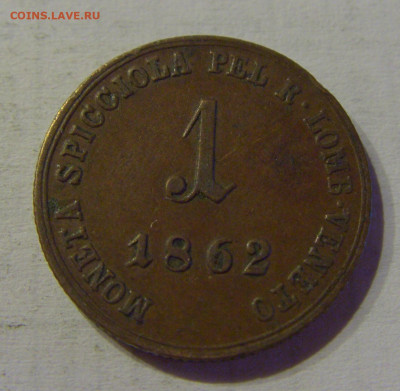 COINS.LAVE.RU
MONETA SPICCIOLA PEL R·LOMB·VENETO
1
1862